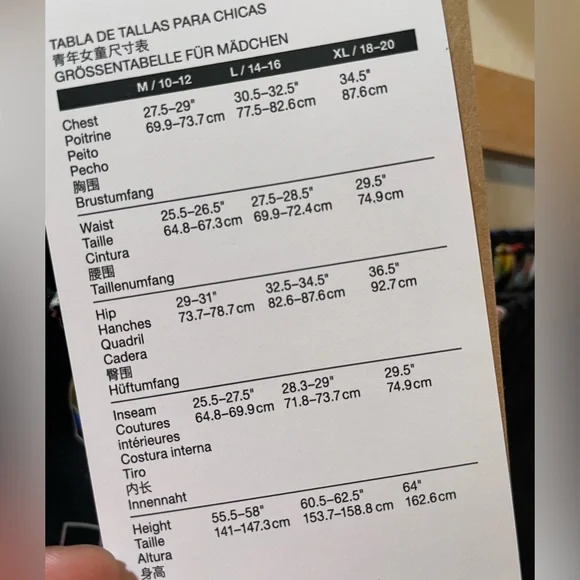 TABLA DE TALLAS PARA CHICAS
青年女童尺寸表
GRÖSSENTABELLE FÜR MÄDCHEN
M / 10–12 L / 14–16 XL / 18–20
Chest 27.5–29" 30.5–32.5" 34.5"
Poitrine 69.9–73.7 cm 77.5–82.6 cm 87.6 cm
Peito
Pecho
胸围
Brustumfang
Waist 25.5–26.5" 27.5–28.5" 29.5"
Taille 64.8–67.3 cm 69.9–72.4 cm 74.9 cm
Cintura
腰围
Taillenumfang
Hip 29–31" 32.5–34.5" 36.5"
Hanches 73.7–78.7 cm 82.6–87.6 cm 92.7 cm
Quadril
Cadera
臀围
Hüftumfang
Inseam 25.5–27.5" 28.3–29" 29.5"
Coutures 64.8–69.9 cm 71.8–73.7 cm 74.9 cm
intérieures
Costura interna
Tiro
内长
Innennaht
Height 55.5–58" 60.5–62.5" 64"
Taille 141–147.3 cm 153.7–158.8 cm 162.6 cm
Altura
身高